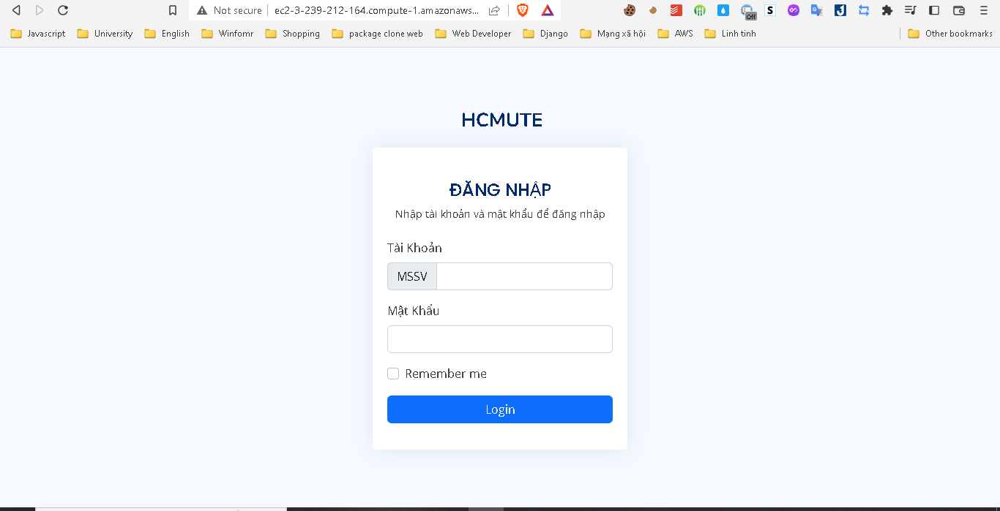 Not secure ec2-3-239-212-164.compute-1.amazonaws...
Off S
Javascript University English Winfomr Shopping package clone web Web Developer Django Mạng xã hội AWS Linh tinh Other bookmarks
HCMUTE
ĐĂNG NHẬP
Nhập tài khoản và mật khẩu để đăng nhập
Tài Khoản
MSSV
Mật Khẩu
Remember me
Login